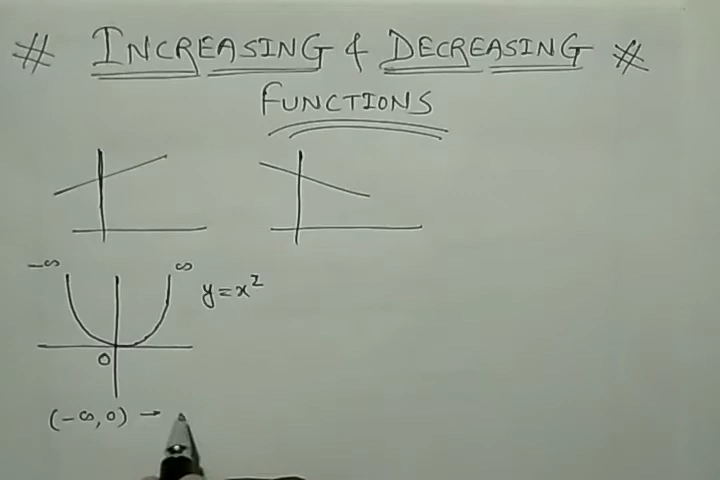 # INCREASING & DECREASING #
FUNCTIONS
-∞ ∞
y=x²
0
(-∞,0) →